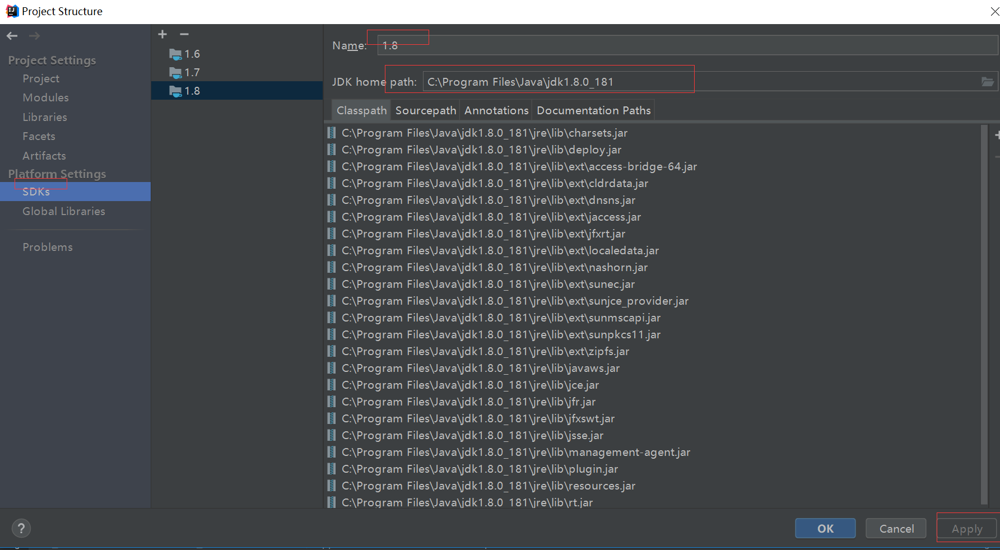 Project Structure
Project Settings
Project
Modules
Libraries
Facets
Artifacts
Platform Settings
SDKs
Global Libraries
Problems
1.6
1.7
1.8
Name: 1.8
JDK home path: C:\Program Files\Java\jdk1.8.0_181
Classpath Sourcepath Annotations Documentation Paths
C:\Program Files\Java\jdk1.8.0_181\jre\lib\charsets.jar
C:\Program Files\Java\jdk1.8.0_181\jre\lib\deploy.jar
C:\Program Files\Java\jdk1.8.0_181\jre\lib\ext\access-bridge-64.jar
C:\Program Files\Java\jdk1.8.0_181\jre\lib\ext\cldrdata.jar
C:\Program Files\Java\jdk1.8.0_181\jre\lib\ext\dnsns.jar
C:\Program Files\Java\jdk1.8.0_181\jre\lib\ext\jaccess.jar
C:\Program Files\Java\jdk1.8.0_181\jre\lib\ext\jfxrt.jar
C:\Program Files\Java\jdk1.8.0_181\jre\lib\ext\localedata.jar
C:\Program Files\Java\jdk1.8.0_181\jre\lib\ext\nashorn.jar
C:\Program Files\Java\jdk1.8.0_181\jre\lib\ext\sunec.jar
C:\Program Files\Java\jdk1.8.0_181\jre\lib\ext\sunjce_provider.jar
C:\Program Files\Java\jdk1.8.0_181\jre\lib\ext\sunmscapi.jar
C:\Program Files\Java\jdk1.8.0_181\jre\lib\ext\sunpkcs11.jar
C:\Program Files\Java\jdk1.8.0_181\jre\lib\ext\zipfs.jar
C:\Program Files\Java\jdk1.8.0_181\jre\lib\javaws.jar
C:\Program Files\Java\jdk1.8.0_181\jre\lib\jce.jar
C:\Program Files\Java\jdk1.8.0_181\jre\lib\jfr.jar
C:\Program Files\Java\jdk1.8.0_181\jre\lib\jfxswt.jar
C:\Program Files\Java\jdk1.8.0_181\jre\lib\jsse.jar
C:\Program Files\Java\jdk1.8.0_181\jre\lib\management-agent.jar
C:\Program Files\Java\jdk1.8.0_181\jre\lib\plugin.jar
C:\Program Files\Java\jdk1.8.0_181\jre\lib\resources.jar
C:\Program Files\Java\jdk1.8.0_181\jre\lib\rt.jar
? OK Cancel Apply